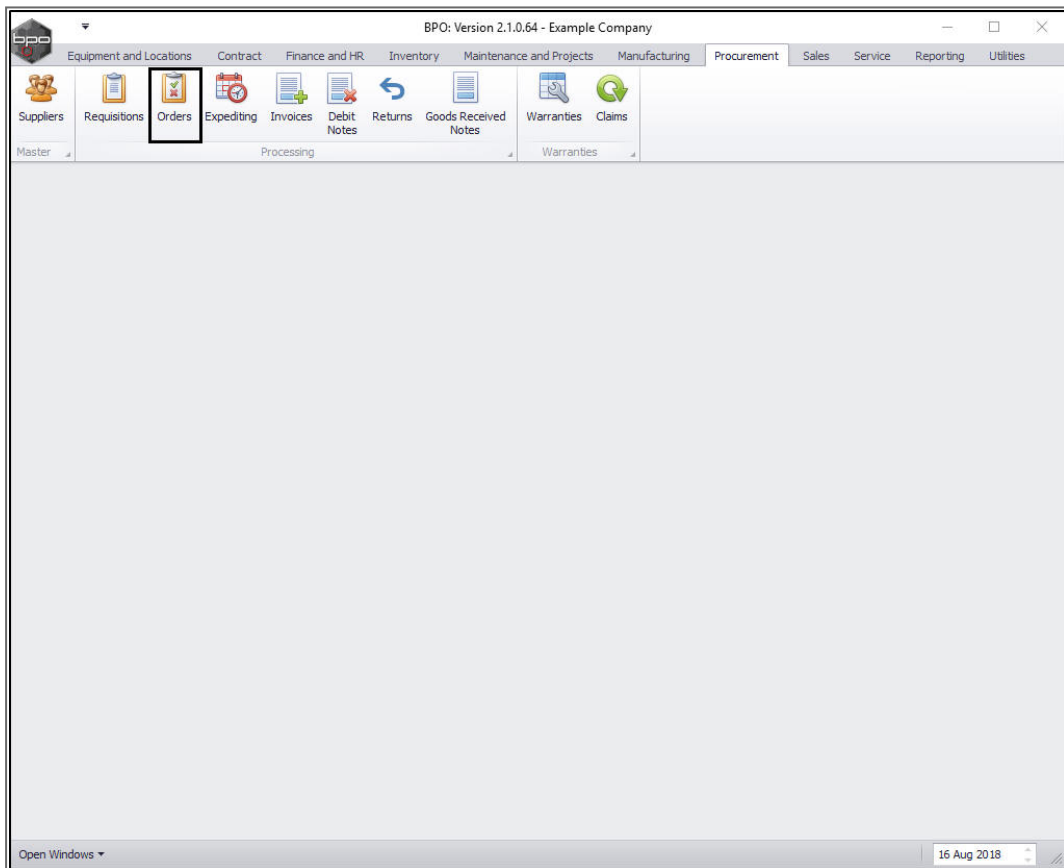 BPO: Version 2.1.0.64 - Example Company
bpo
Equipment and Locations Contract Finance and HR Inventory Maintenance and Projects Manufacturing Procurement Sales Service Reporting Utilities
Suppliers Requisitions Orders Expediting Invoices Debit Notes Returns Goods Received Notes Warranties Claims
Master Processing Warranties
Open Windows 16 Aug 2018